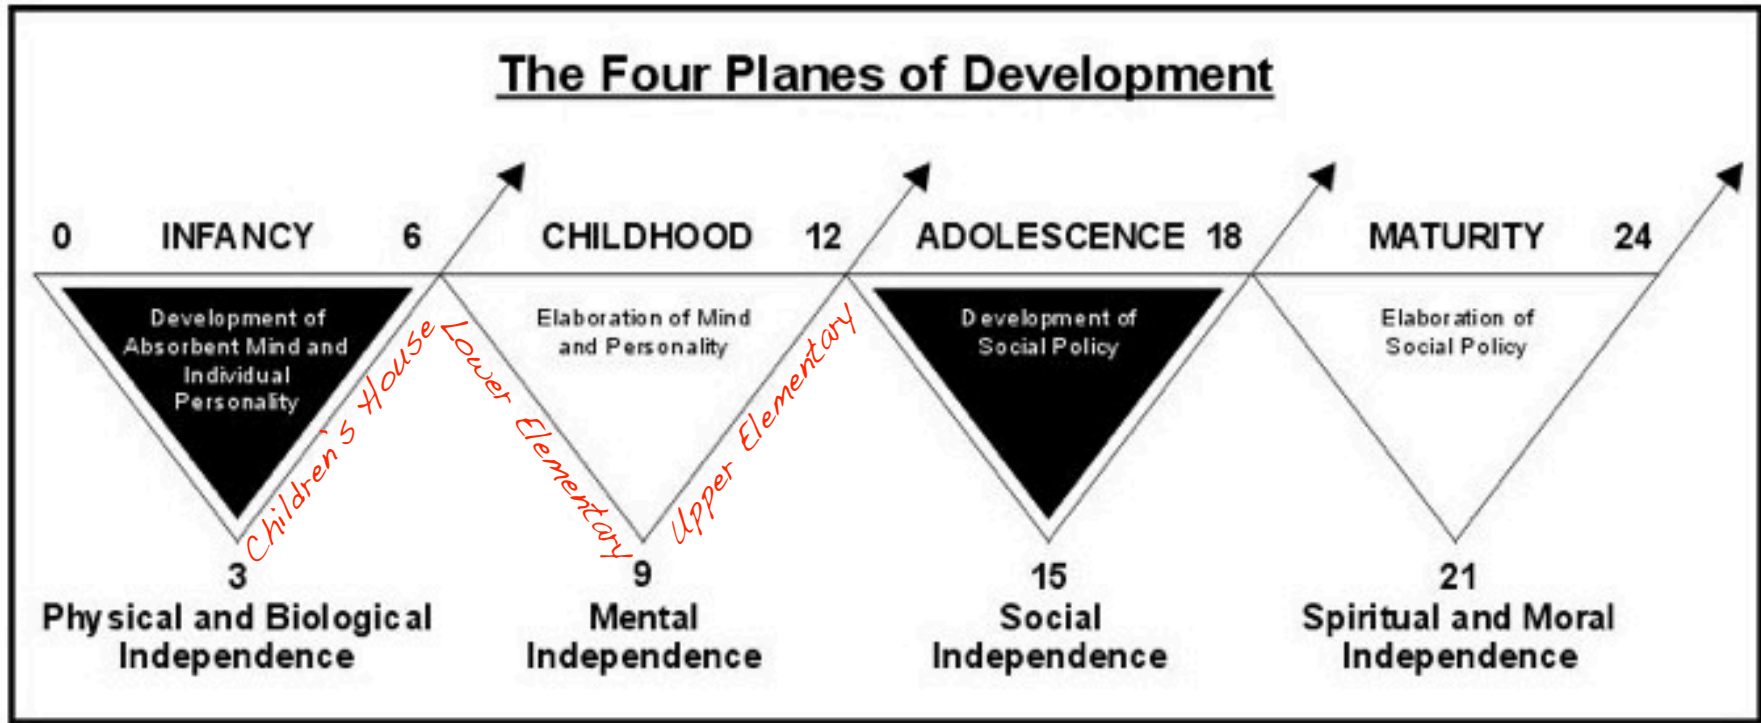 The Four Planes of Development
0 INFANCY 6 CHILDHOOD 12 ADOLESCENCE 18 MATURITY 24
Development of
Absorbent Mind and
Individual
Personality
Children's House
Lower Elementary
Elaboration of Mind
and Personality
Upper Elementary
Development of
Social Policy
Elaboration of
Social Policy
3
Physical and Biological
Independence
9
Mental
Independence
15
Social
Independence
21
Spiritual and Moral
Independence